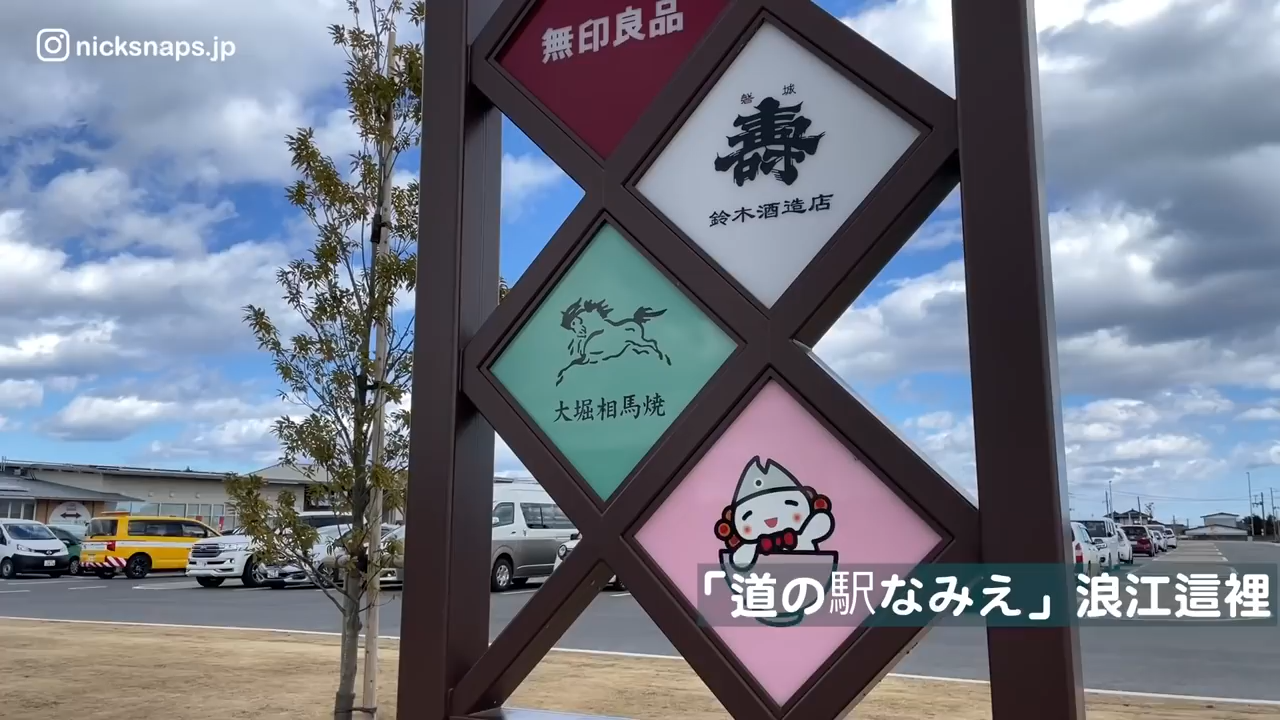 nicksnaps.jp
無印良品
磐城
壽
鈴木酒造店
大堀相馬焼
「道の駅なみえ」浪江這裡